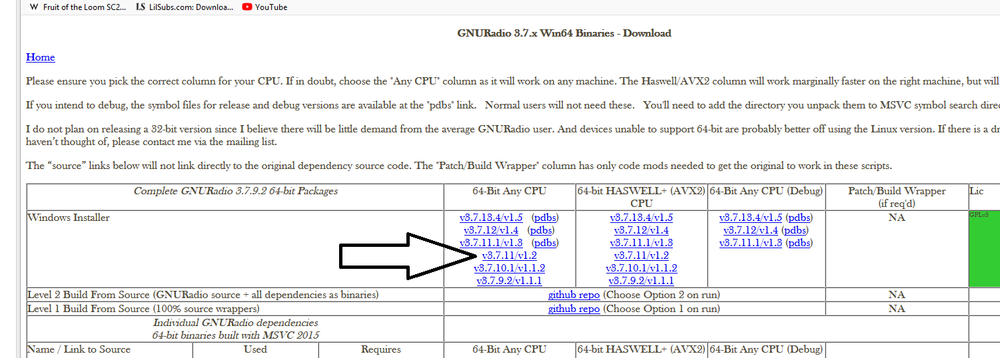 Fruit of the Loom SC2... LilSubs.com: Downloa... YouTube
GNURadio 3.7.x Win64 Binaries - Download
Home
Please ensure you pick the correct column for your CPU. If in doubt, choose the "Any CPU" column as it will work on any machine. The Haswell/AVX2 column will work marginally faster on the right machine, but will
If you intend to debug, the symbol files for release and debug versions are available at the "pdbs" link. Normal users will not need these. You'll need to add the directory you unpack them to MSVC symbol search direc
I do not plan on releasing a 32-bit version since I believe there will be little demand from the average GNURadio user. And devices unable to support 64-bit are probably better off using the Linux version. If there is a dr
haven’t thought of, please contact me via the mailing list.
The “source” links below will not link directly to the original dependency source code. The "Patch/Build Wrapper" column has only code mods needed to get the original to work in these scripts.
Complete GNURadio 3.7.9.2 64-bit Packages 64-Bit Any CPU 64-bit HASWELL+ (AVX2) 64-Bit Any CPU (Debug) Patch/Build Wrapper Lic
CPU (if req'd)
Windows Installer v3.7.13.4/v1.5 (pdbs) v3.7.13.4/v1.5 v3.7.13.4/v1.5 (pdbs) NA GPLv3
v3.7.12/v1.4 (pdbs) v3.7.12/v1.4 v3.7.12/v1.4 (pdbs)
v3.7.11.1/v1.3 (pdbs) v3.7.11.1/v1.3 v3.7.11.1/v1.3 (pdbs)
v3.7.11/v1.2 v3.7.11/v1.2
v3.7.10.1/v1.1.2 v3.7.10.1/v1.1.2
v3.7.9.2/v1.1.1 v3.7.9.2/v1.1.1
Level 2 Build From Source (GNURadio source + all dependencies as binaries) github repo (Choose Option 2 on run) NA
Level 1 Build From Source (100% source wrappers) github repo (Choose Option 1 on run) NA
Individual GNURadio dependencies
64-bit binaries built with MSVC 2015
Name / Link to Source Used Requires 64-Bit Any CPU 64-bit HASWELL+ (AVX2) 64-Bit Any CPU (Debug)